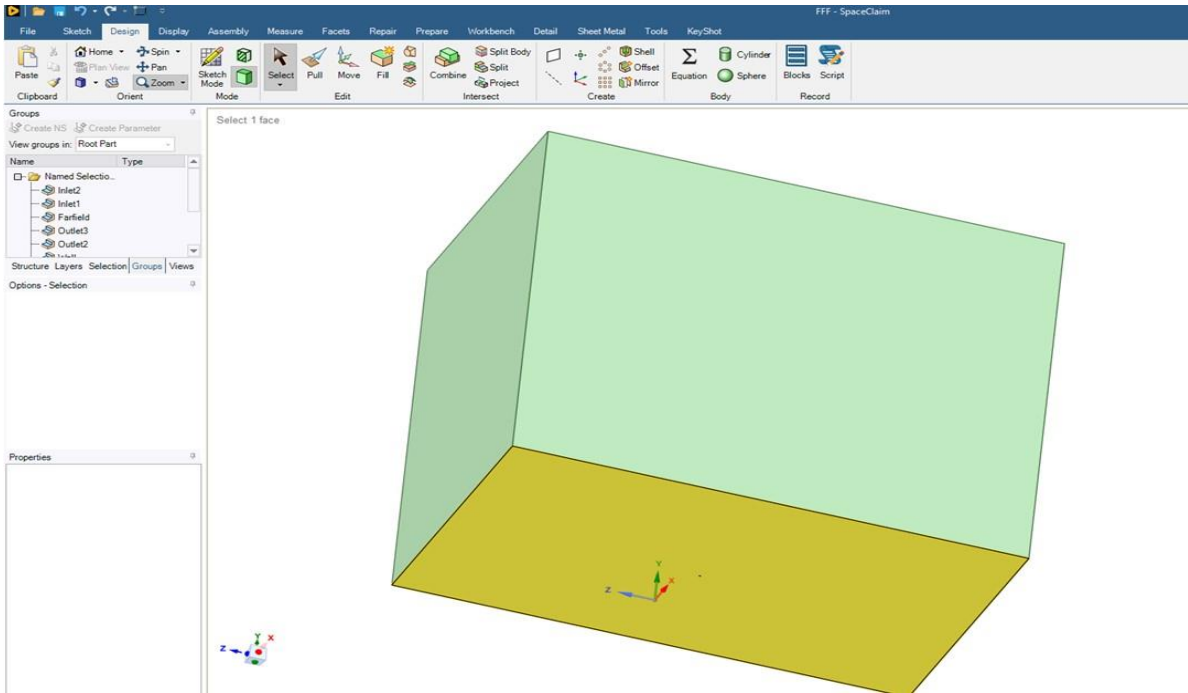 FFF - SpaceClaim
File Sketch Design Display Assembly Measure Facets Repair Prepare Workbench Detail Sheet Metal Tools KeyShot
Home Spin Split Body Shell Cylinder
Plan View Pan Split Offset
Paste Zoom Sketch Mode Select Pull Move Fill Combine Project Mirror Equation Sphere Blocks Script
Clipboard Orient Mode Edit Intersect Create Body Record
Groups
Create NS Create Parameter
View groups in: Root Part
Name Type
Named Selectio...
Inlet2
Inlet1
Farfield
Outlet3
Outlet2
Wall
Structure Layers Selection Groups Views
Options - Selection
Properties
Select 1 face
Y
X
Z
Y
X
Z